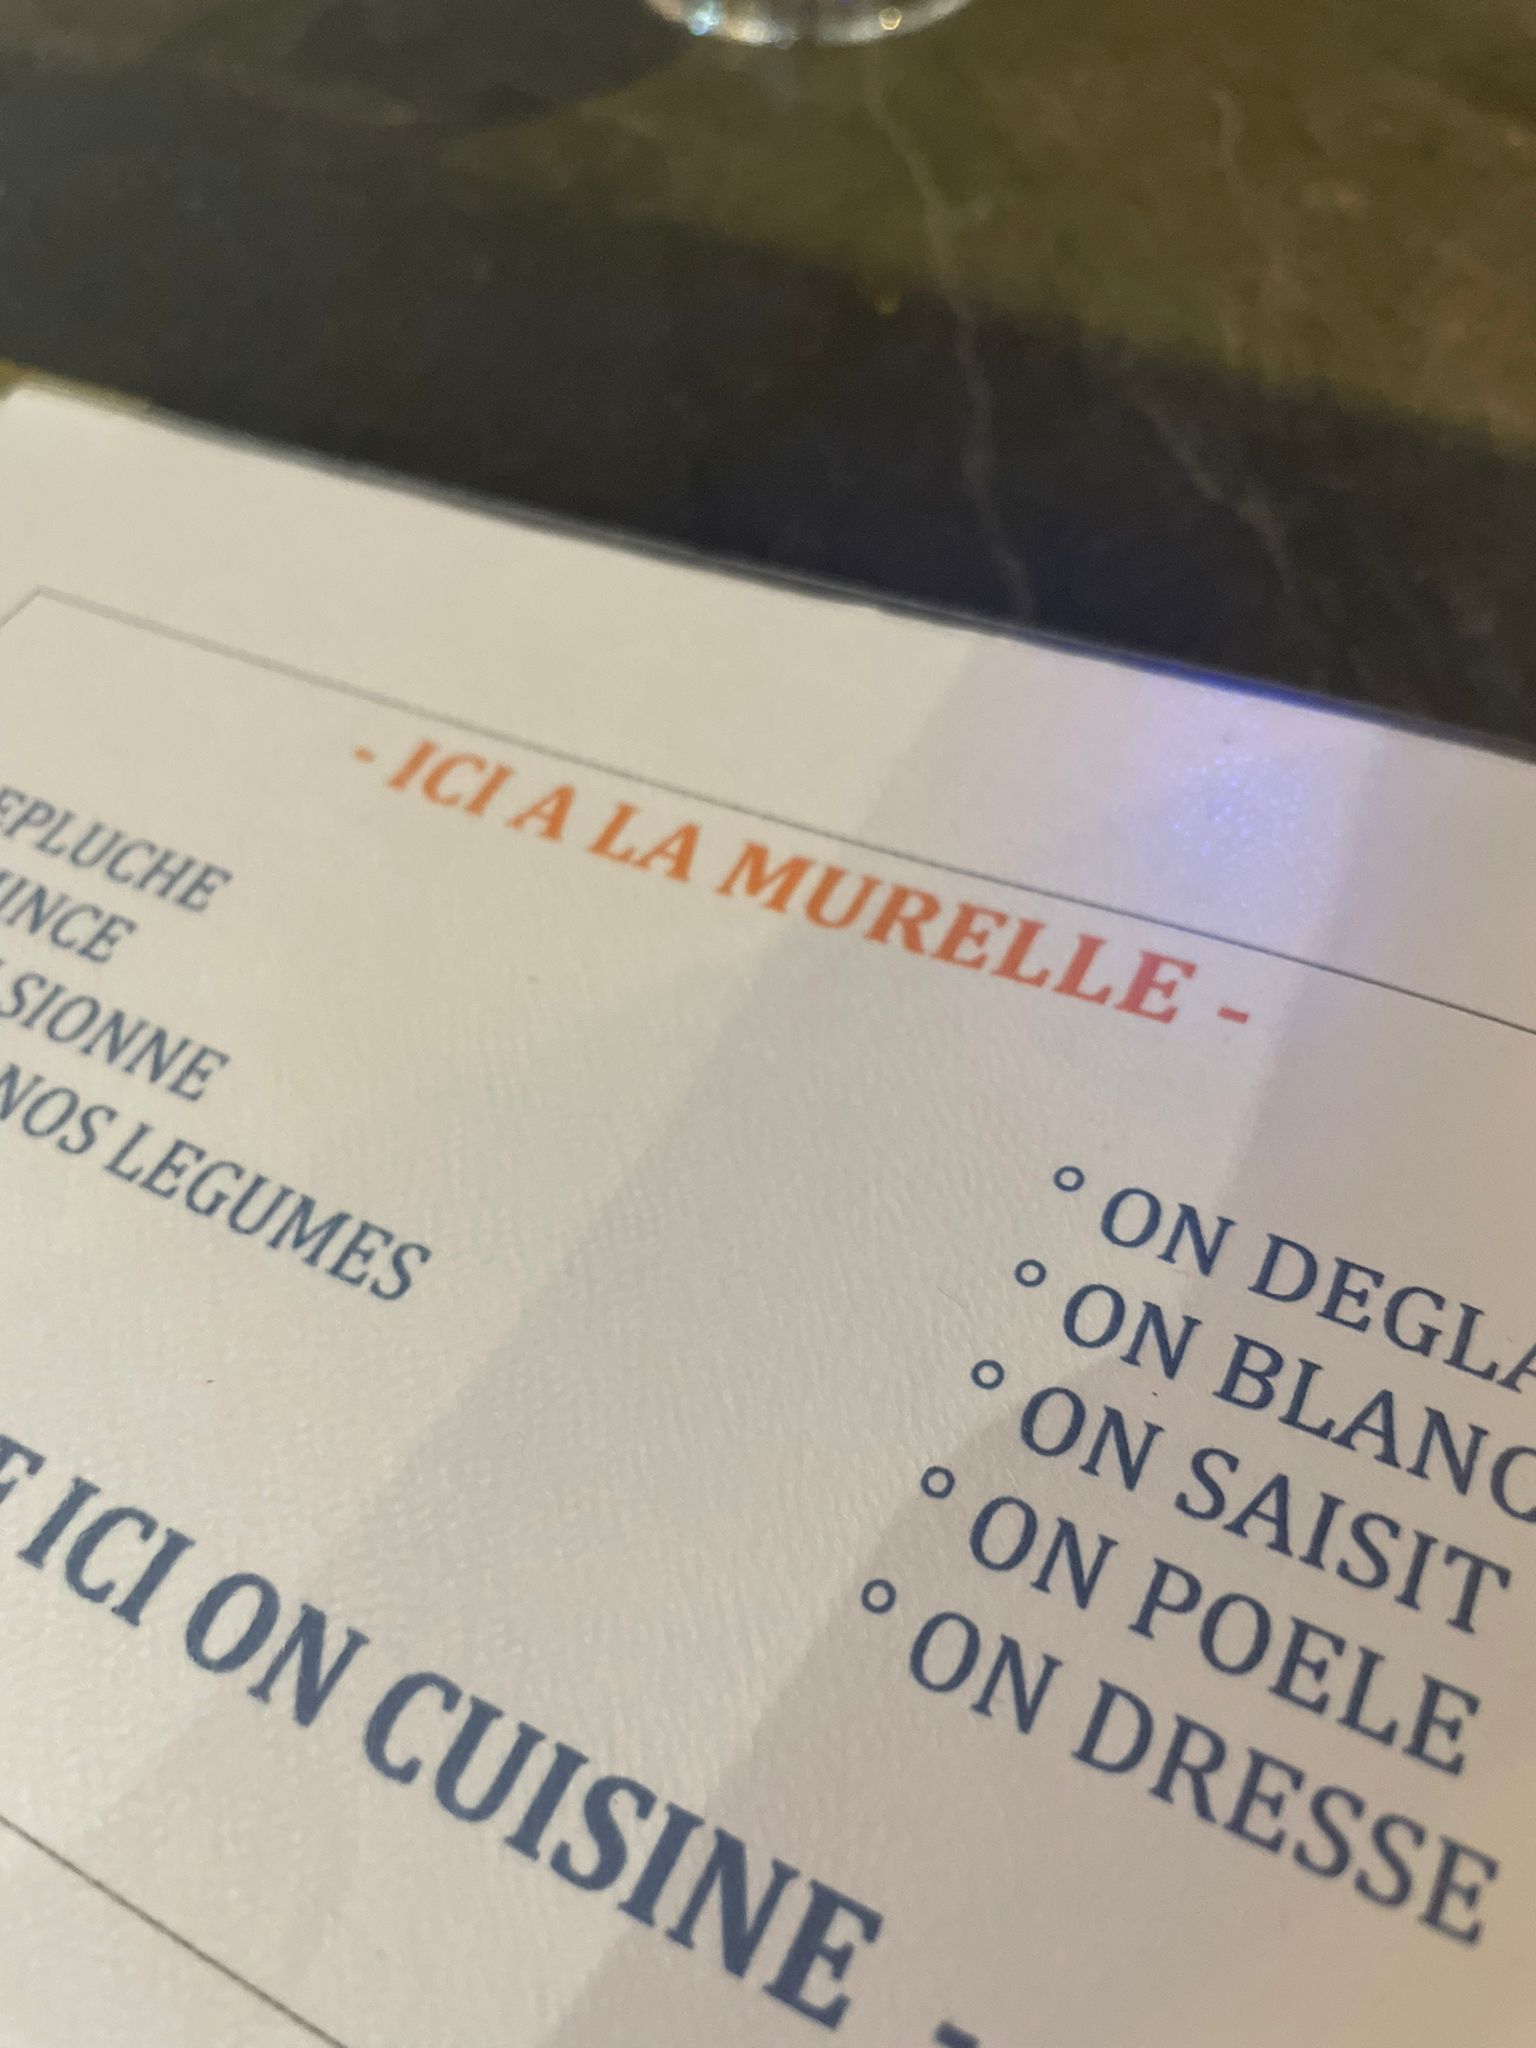 - ICI A LA MURELLE -
EPLUCHE
MINCE
SIONNE
NOS LEGUMES
° ON DEGLA
° ON BLANC
° ON SAISIT
° ON POELE
° ON DRESSE
E ICI ON CUISINE -